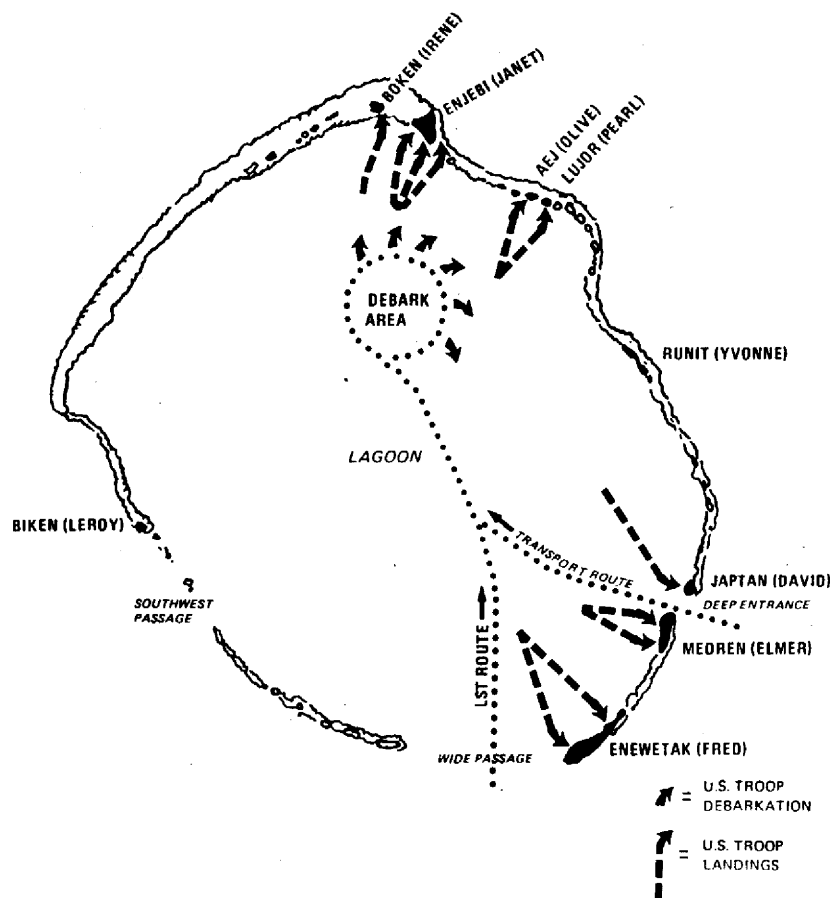 BOKEN (IRENE)
ENJEBI (JANET)
AEJ (OLIVE)
LUJOR (PEARL)
DEBARK
AREA
RUNIT (YVONNE)
LAGOON
BIKEN (LEROY)
TRANSPORT ROUTE
JAPTAN (DAVID)
DEEP ENTRANCE
SOUTHWEST
PASSAGE
MEDREN (ELMER)
LST ROUTE
WIDE PASSAGE
ENEWETAK (FRED)
= U.S. TROOP
DEBARKATION
= U.S. TROOP
LANDINGS